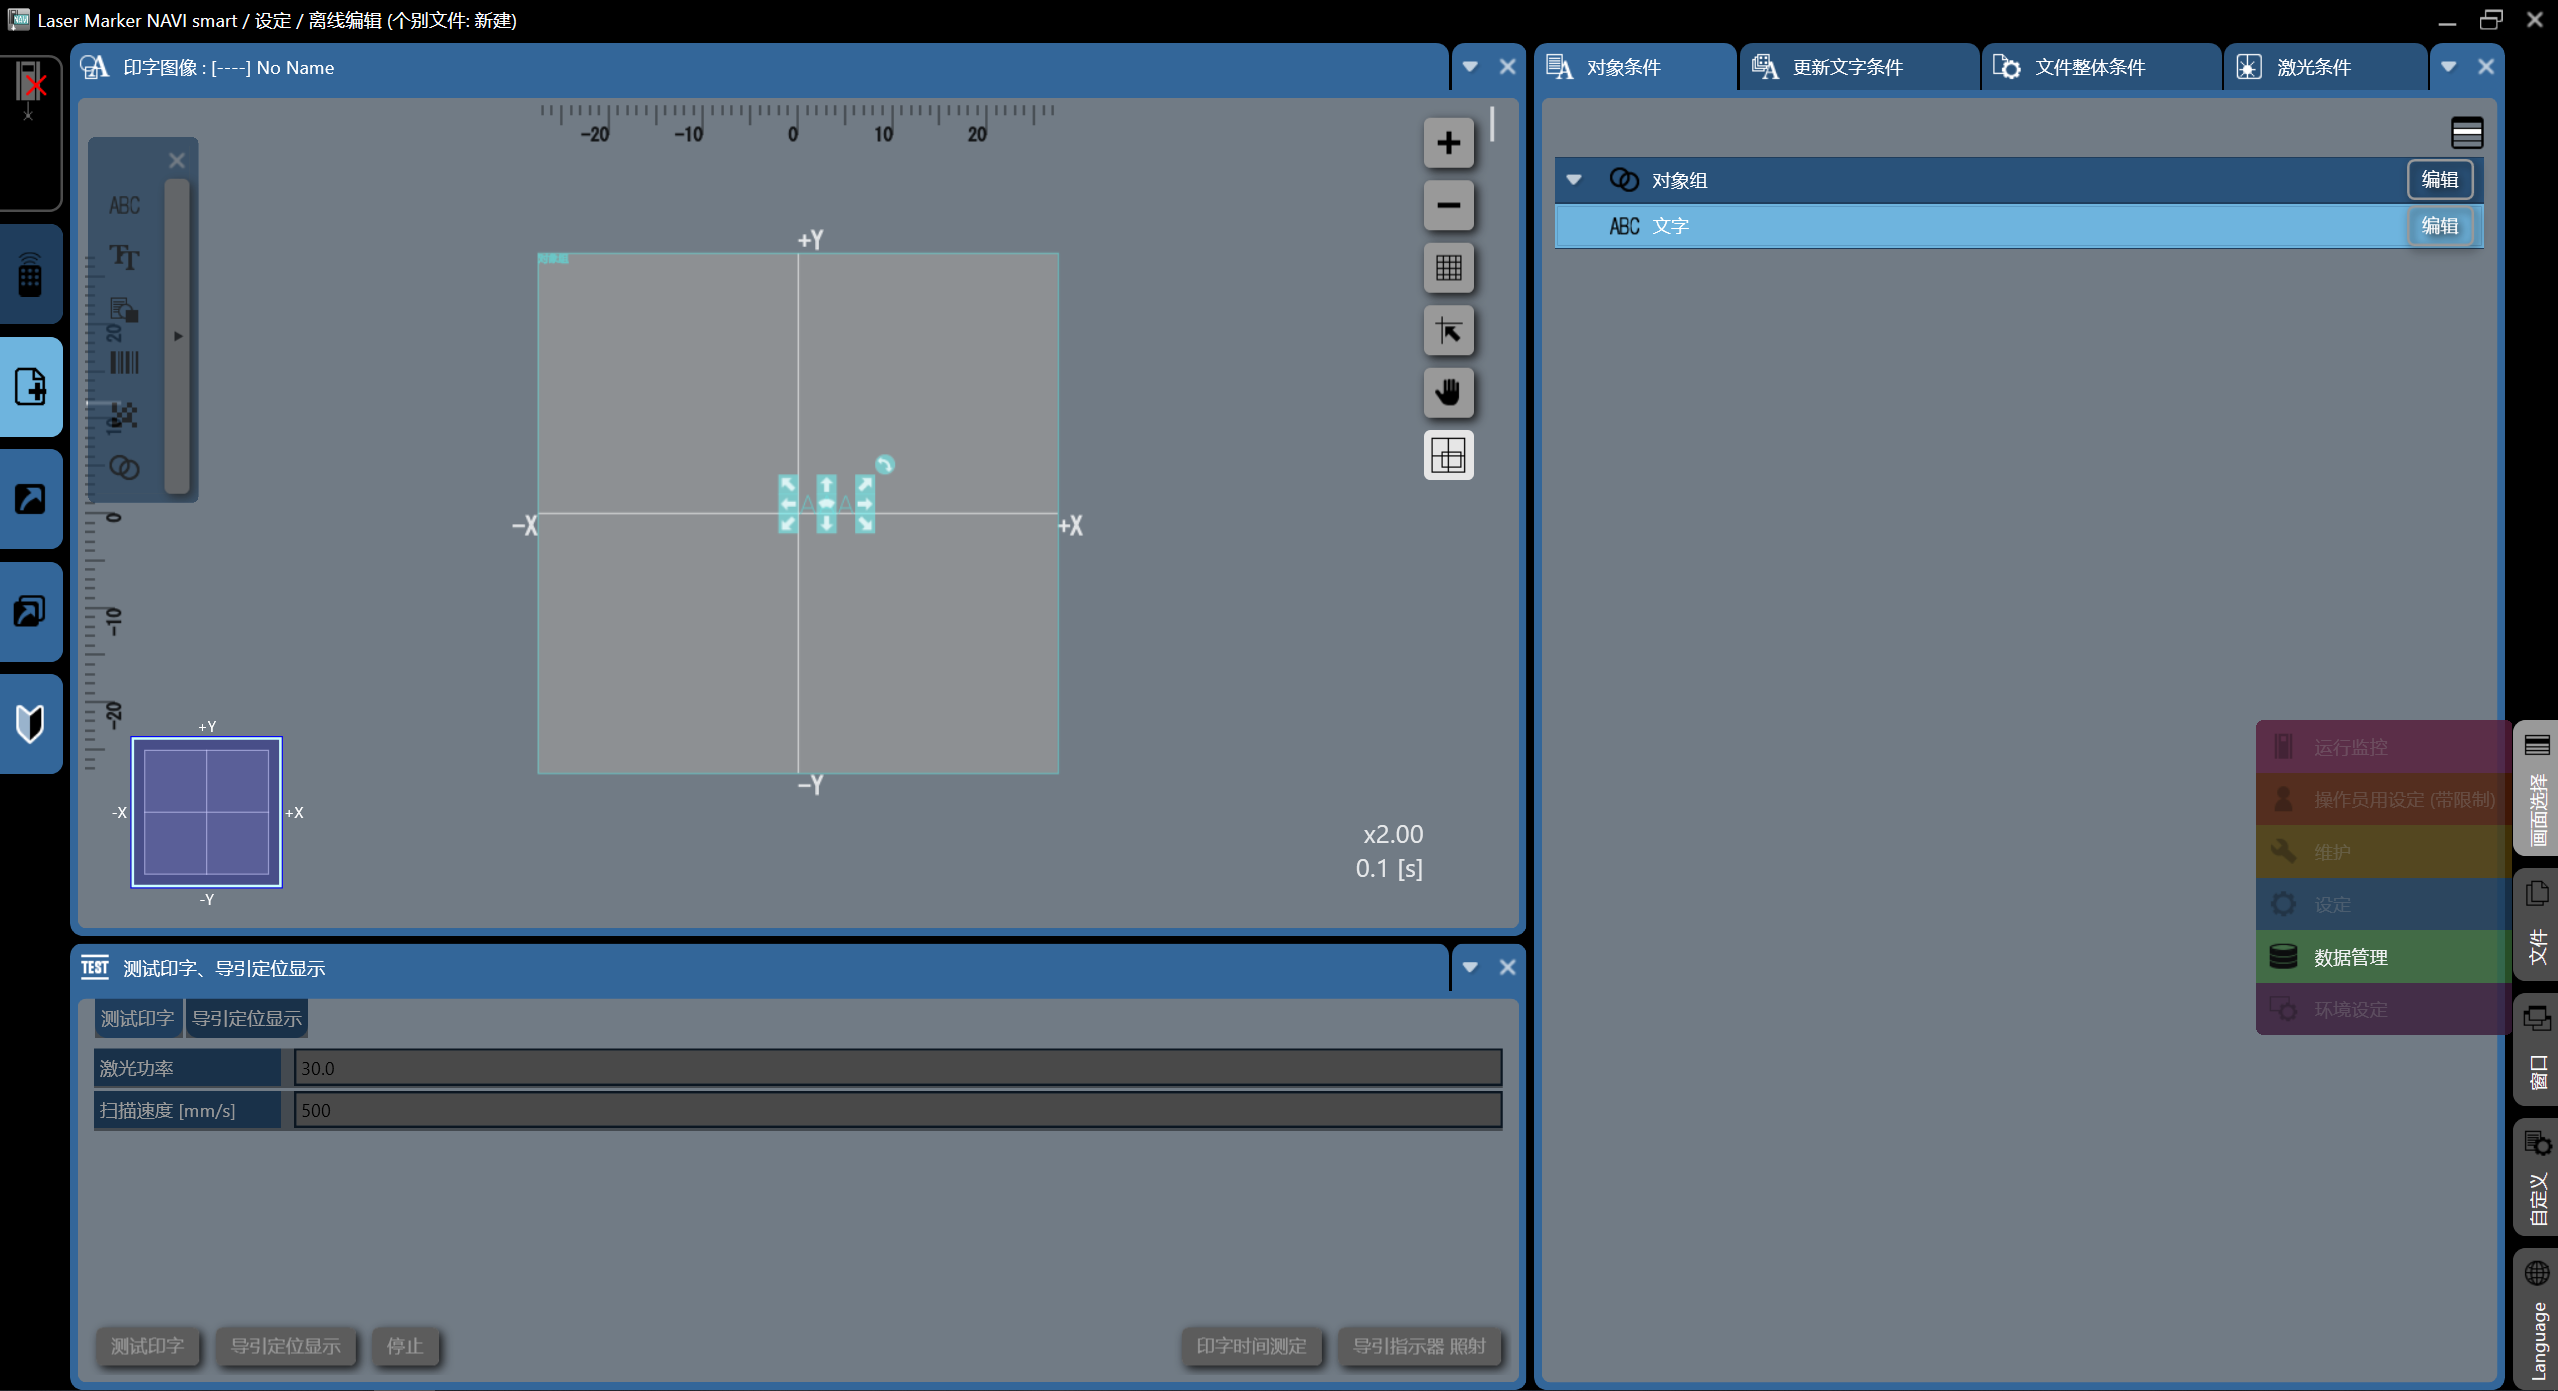 Laser Marker NAVI smart / 设定 / 离线编辑 (个别文件: 新建)
印字图像 : [----] No Name
对象条件
更新文字条件
文件整体条件
激光条件
-20 -10 0 10 20
ABC
+Y
对象组
20
10
0
-10
-20
A A
-X
+X
-Y
x2.00
0.1 [s]
+Y
-X
+X
-Y
对象组
编辑
ABC 文字
编辑
运行监控
操作员用设定 (带限制)
维护
设定
数据管理
环境设定
画面选择
文件
窗口
自定义
Language
TEST 测试印字、导引定位显示
测试印字
导引定位显示
激光功率
30.0
扫描速度 [mm/s]
500
测试印字
导引定位显示
停止
印字时间测定
导引指示器 照射